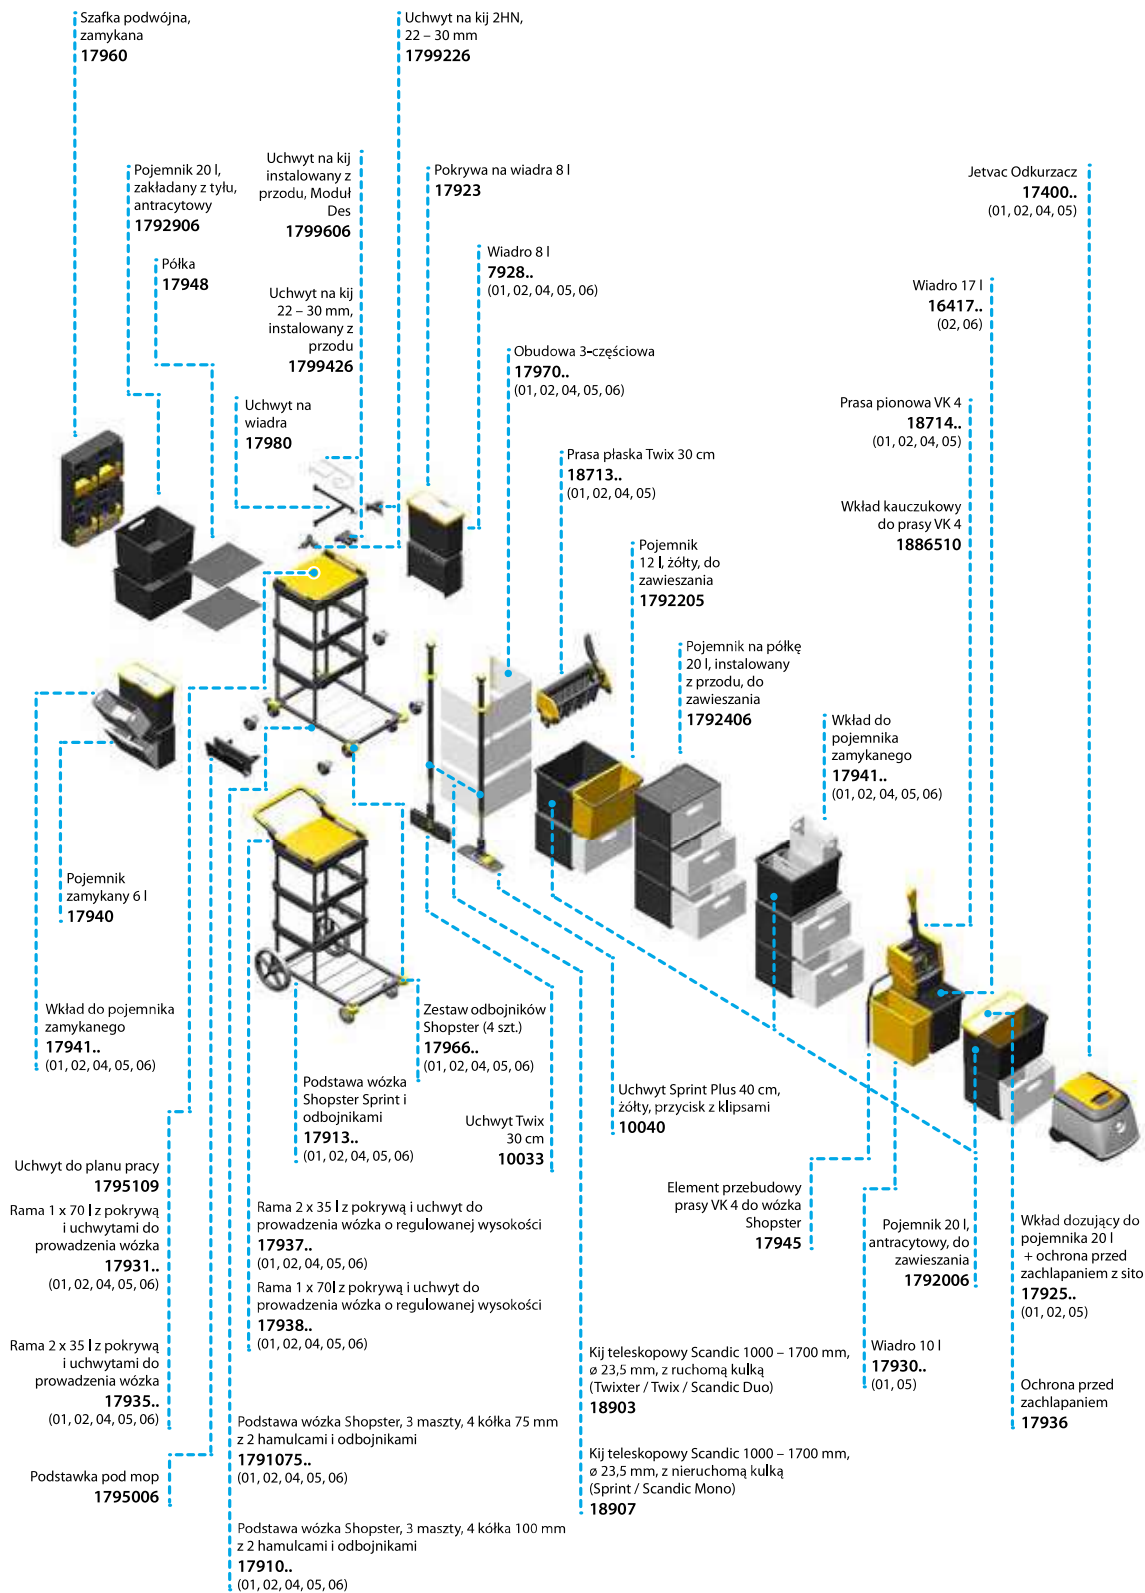 Szafka podwójna,
zamykana
17960
Uchwyt na kij 2HN,
22 – 30 mm
1799226
Pojemnik 20 l,
zakładany z tyłu,
antracytowy
1792906
Uchwyt na kij
instalowany z
przodu, Moduł
Des
1799606
Pokrywa na wiadra 8 l
17923
Jetvac Odkurzacz
17400..
(01, 02, 04, 05)
Półka
17948
Wiadro 8 l
7928..
(01, 02, 04, 05, 06)
Uchwyt na kij
22 – 30 mm,
instalowany z
przodu
1799426
Wiadro 17 l
16417..
(02, 06)
Obudowa 3-częściowa
17970..
(01, 02, 04, 05, 06)
Uchwyt na
wiadra
17980
Prasa pionowa VK 4
18714..
(01, 02, 04, 05)
Prasa płaska Twix 30 cm
18713..
(01, 02, 04, 05)
Wkład kauczukowy
do prasy VK 4
1886510
Pojemnik
12 l, żółty, do
zawieszania
1792205
Pojemnik na półkę
20 l, instalowany
z przodu, do
zawieszania
1792406
Wkład do
pojemnika
zamykanego
17941..
(01, 02, 04, 05, 06)
Pojemnik
zamykany 6 l
17940
Wkład do pojemnika
zamykanego
17941..
(01, 02, 04, 05, 06)
Zestaw odbojników
Shopster (4 szt.)
17966..
(01, 02, 04, 05, 06)
Podstawa wózka
Shopster Sprint i
odbojnikami
17913..
(01, 02, 04, 05, 06)
Uchwyt Twix
30 cm
10033
Uchwyt Sprint Plus 40 cm,
żółty, przycisk z klipsami
10040
Uchwyt do planu pracy
1795109
Rama 1 x 70 l z pokrywą
i uchwytami do
prowadzenia wózka
17931..
(01, 02, 04, 05, 06)
Rama 2 x 35 l z pokrywą i uchwyt do
prowadzenia wózka o regulowanej wysokości
17937..
(01, 02, 04, 05, 06)
Rama 1 x 70l z pokrywą i uchwyt do
prowadzenia wózka o regulowanej wysokości
17938..
(01, 02, 04, 05, 06)
Element przebudowy
prasy VK 4 do wózka
Shopster
17945
Pojemnik 20 l,
antracytowy, do
zawieszania
1792006
Wkład dozujący do
pojemnika 20 l
+ ochrona przed
zachlapaniem z sito
17925..
(01, 02, 05)
Rama 2 x 35 l z pokrywą
i uchwytami do
prowadzenia wózka
17935..
(01, 02, 04, 05, 06)
Kij teleskopowy Scandic 1000 – 1700 mm,
ø 23,5 mm, z ruchomą kulką
(Twixter / Twix / Scandic Duo)
18903
Wiadro 10 l
17930..
(01, 05)
Ochrona przed
zachlapaniem
17936
Podstawa wózka Shopster, 3 maszty, 4 kółka 75 mm
z 2 hamulcami i odbojnikami
1791075..
(01, 02, 04, 05, 06)
Podstawka pod mop
1795006
Kij teleskopowy Scandic 1000 – 1700 mm,
ø 23,5 mm, z nieruchomą kulką
(Sprint / Scandic Mono)
18907
Podstawa wózka Shopster, 3 maszty, 4 kółka 100 mm
z 2 hamulcami i odbojnikami
17910..
(01, 02, 04, 05, 06)